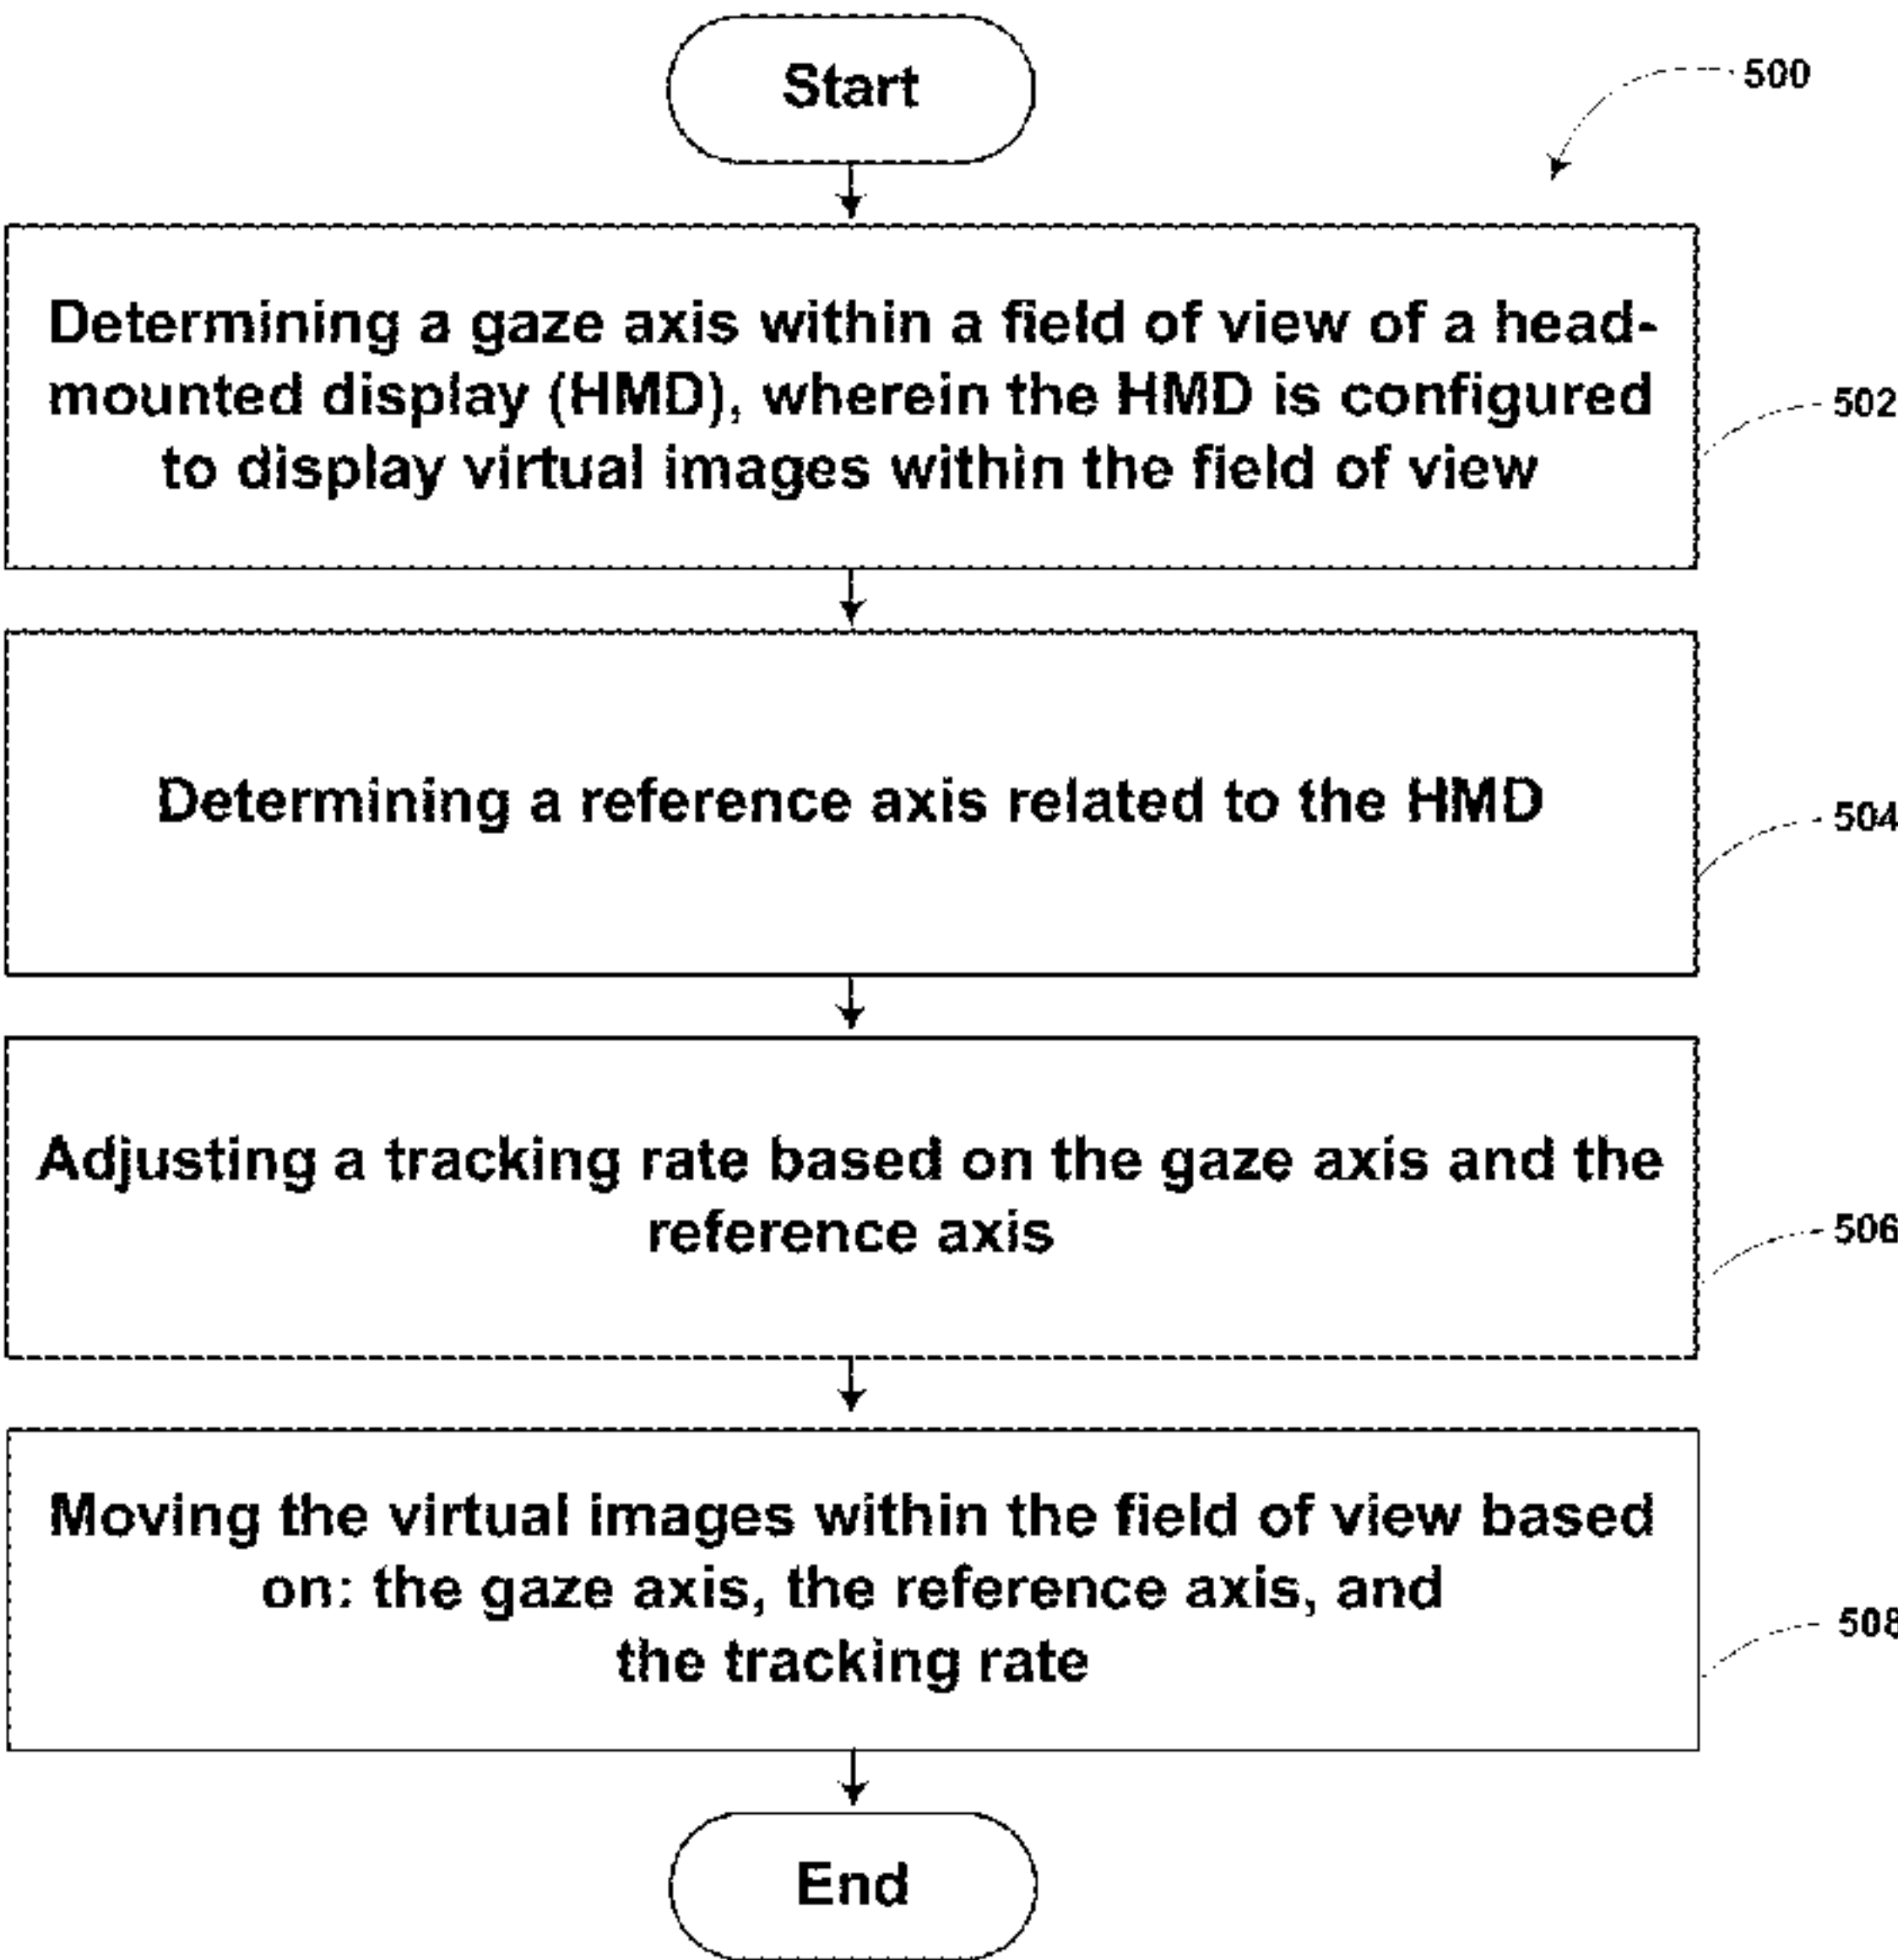 Start
500
Determining a gaze axis within a field of view of a head-
mounted display (HMD), wherein the HMD is configured
to display virtual images within the field of view
502
Determining a reference axis related to the HMD
504
Adjusting a tracking rate based on the gaze axis and the
reference axis
506
Moving the virtual images within the field of view based
on: the gaze axis, the reference axis, and
the tracking rate
508
End